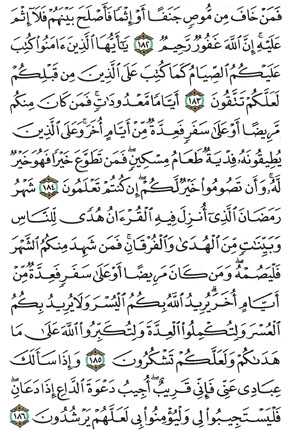 فَمَنْ خَافَ مِن مُّوصٍ جَنَفًا أَوْ إِثْمًا فَأَصْلَحَ بَيْنَهُمْ فَلَآ إِثْمَ
عَلَيْهِ إِنَّ ٱللَّهَ غَفُورٌ رَّحِيمٌ ١٨٢ يَٰٓأَيُّهَا ٱلَّذِينَ ءَامَنُوا۟ كُتِبَ
عَلَيْكُمُ ٱلصِّيَامُ كَمَا كُتِبَ عَلَى ٱلَّذِينَ مِن قَبْلِكُمْ
لَعَلَّكُمْ تَتَّقُونَ ١٨٣ أَيَّامًا مَّعْدُودَٰتٍ فَمَن كَانَ مِنكُم
مَّرِيضًا أَوْ عَلَىٰ سَفَرٍ فَعِدَّةٌ مِّنْ أَيَّامٍ أُخَرَ وَعَلَى ٱلَّذِينَ
يُطِيقُونَهُۥ فِدْيَةٌ طَعَامُ مِسْكِينٍ فَمَن تَطَوَّعَ خَيْرًا فَهُوَ خَيْرٌ
لَّهُۥ وَأَن تَصُومُوا۟ خَيْرٌ لَّكُمْ إِن كُنتُمْ تَعْلَمُونَ ١٨٤ شَهْرُ
رَمَضَانَ ٱلَّذِىٓ أُنزِلَ فِيهِ ٱلْقُرْءَانُ هُدًى لِّلنَّاسِ
وَبَيِّنَٰتٍ مِّنَ ٱلْهُدَىٰ وَٱلْفُرْقَانِ فَمَن شَهِدَ مِنكُمُ ٱلشَّهْرَ
فَلْيَصُمْهُ وَمَن كَانَ مَرِيضًا أَوْ عَلَىٰ سَفَرٍ فَعِدَّةٌ مِّنْ
أَيَّامٍ أُخَرَ يُرِيدُ ٱللَّهُ بِكُمُ ٱلْيُسْرَ وَلَا يُرِيدُ بِكُمُ
ٱلْعُسْرَ وَلِتُكْمِلُوا۟ ٱلْعِدَّةَ وَلِتُكَبِّرُوا۟ ٱللَّهَ عَلَىٰ مَا
هَدَىٰكُمْ وَلَعَلَّكُمْ تَشْكُرُونَ ١٨٥ وَإِذَا سَأَلَكَ
عِبَادِى عَنِّى فَإِنِّى قَرِيبٌ أُجِيبُ دَعْوَةَ ٱلدَّاعِ إِذَا دَعَانِ
فَلْيَسْتَجِيبُوا۟ لِى وَلْيُؤْمِنُوا۟ بِى لَعَلَّهُمْ يَرْشُدُونَ ١٨٦